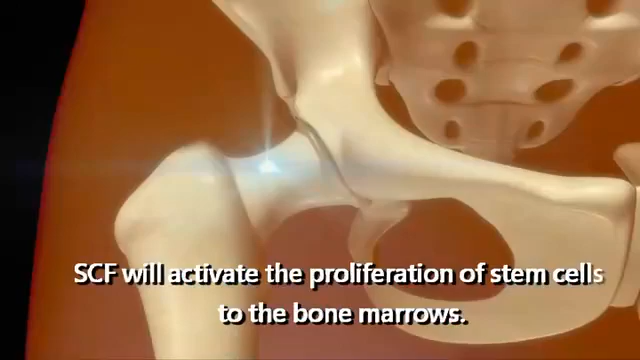 SCF will activate the proliferation of stem cells
to the bone marrows.